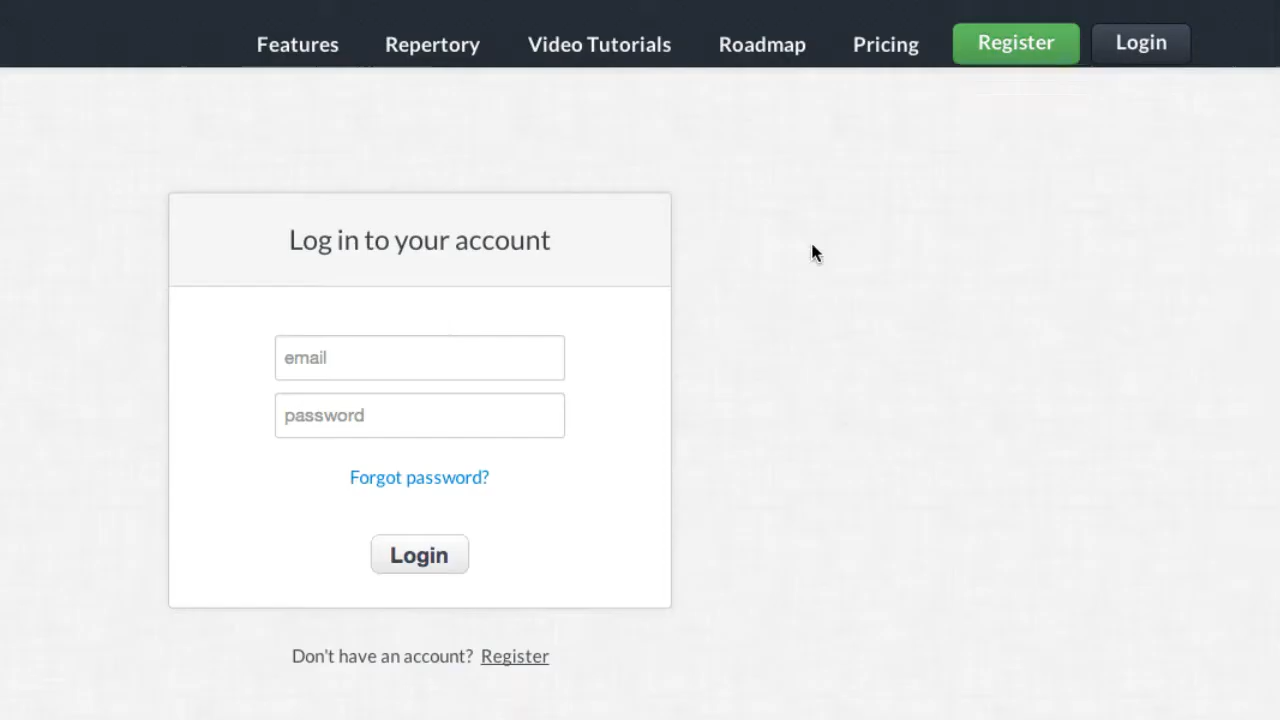 Features Repertory Video Tutorials Roadmap Pricing Register Login
Log in to your account
email
password
Forgot password?
Login
Don't have an account? Register